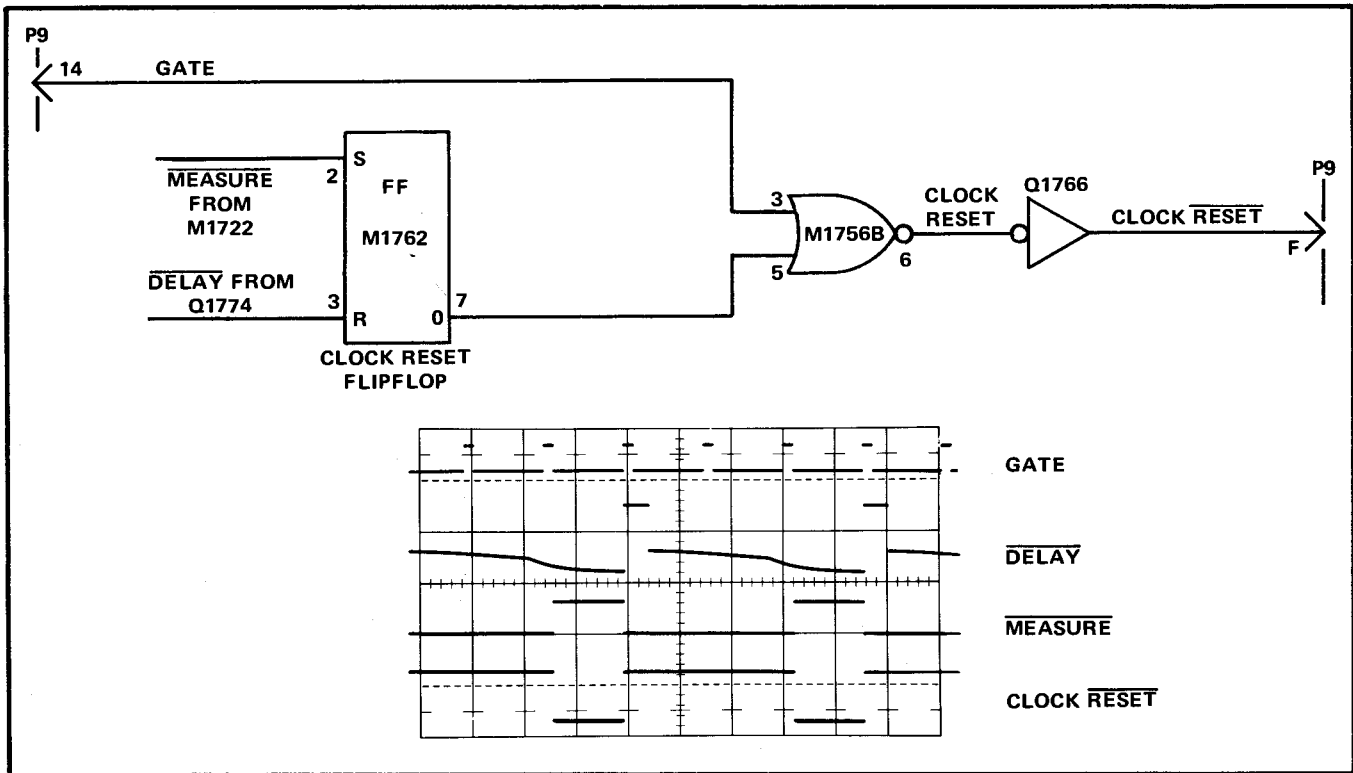 P9
14 GATE
S
2
FF
M1762
MEASURE
FROM
M1722
DELAY FROM
Q1774
3
R
0
7
CLOCK RESET
FLIPFLOP
3
5
M1756B
6
CLOCK
RESET
Q1766
CLOCK RESET
P9
F
GATE
DELAY
MEASURE
CLOCK RESET